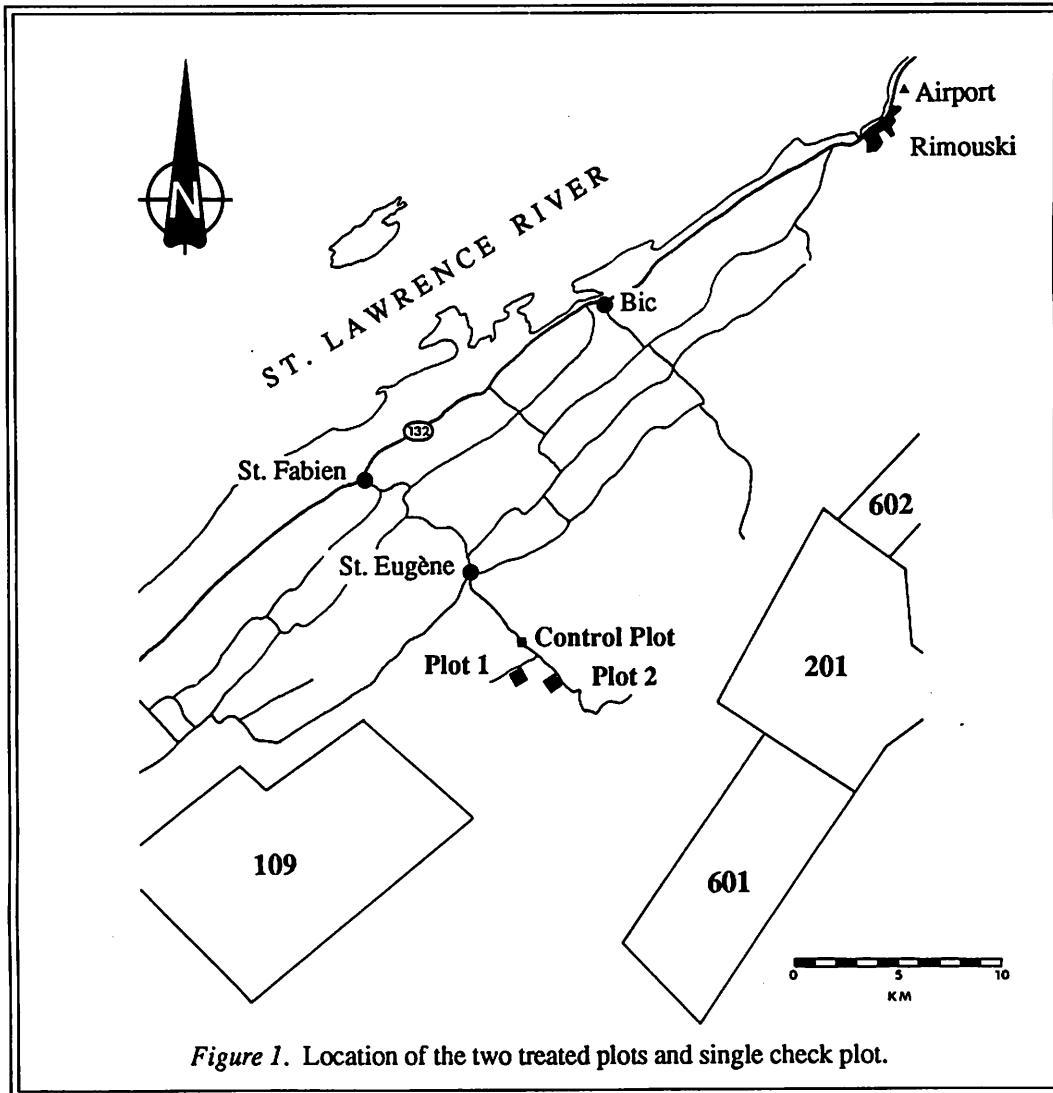 Airport
Rimouski
N
ST. LAWRENCE RIVER
Bic
132
St. Fabien
602
St. Eugène
Control Plot
Plot 1
Plot 2
201
109
601
0 5 10
KM
Figure 1. Location of the two treated plots and single check plot.